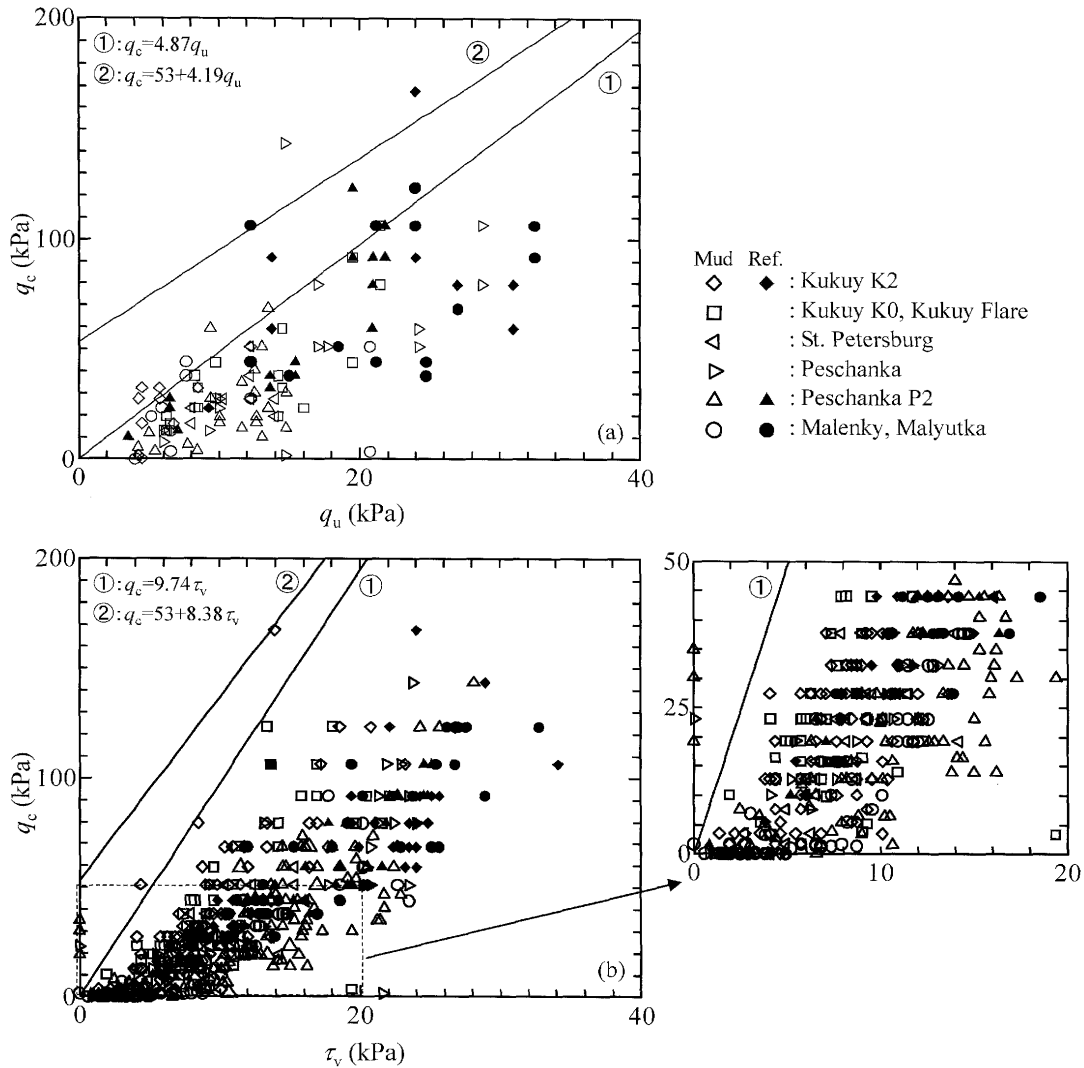 200
①: qc=4.87qu
②: qc=53+4.19qu
②
①
100
qc (kPa)
0
(a)
0
20
40
qu (kPa)
Mud Ref.
: Kukuy K2
: Kukuy K0, Kukuy Flare
: St. Petersburg
: Peschanka
: Peschanka P2
: Malenky, Malyutka
200
①: qc=9.74τv
②: qc=53+8.38τv
②
①
100
qc (kPa)
0
(b)
0
20
40
τv (kPa)
50
①
25
0
0
10
20